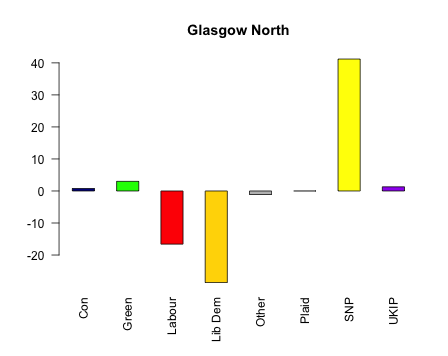 Glasgow North
40
30
20
10
0
-10
-20
Con
Green
Labour
Lib Dem
Other
Plaid
SNP
UKIP